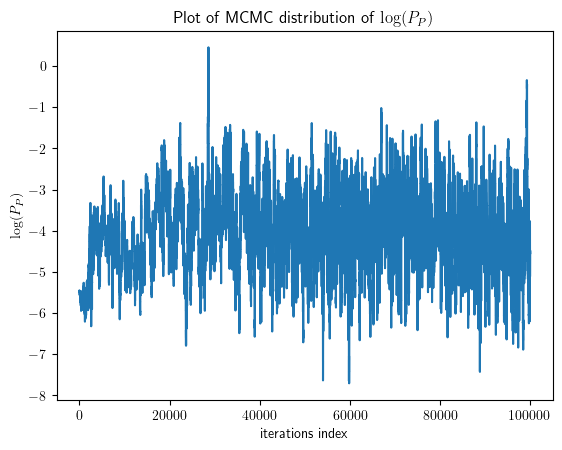 Plot of MCMC distribution of log(P_P)
0
−1
−2
−3
−4
−5
−6
−7
−8
log(P_P)
0 20000 40000 60000 80000 100000
iterations index